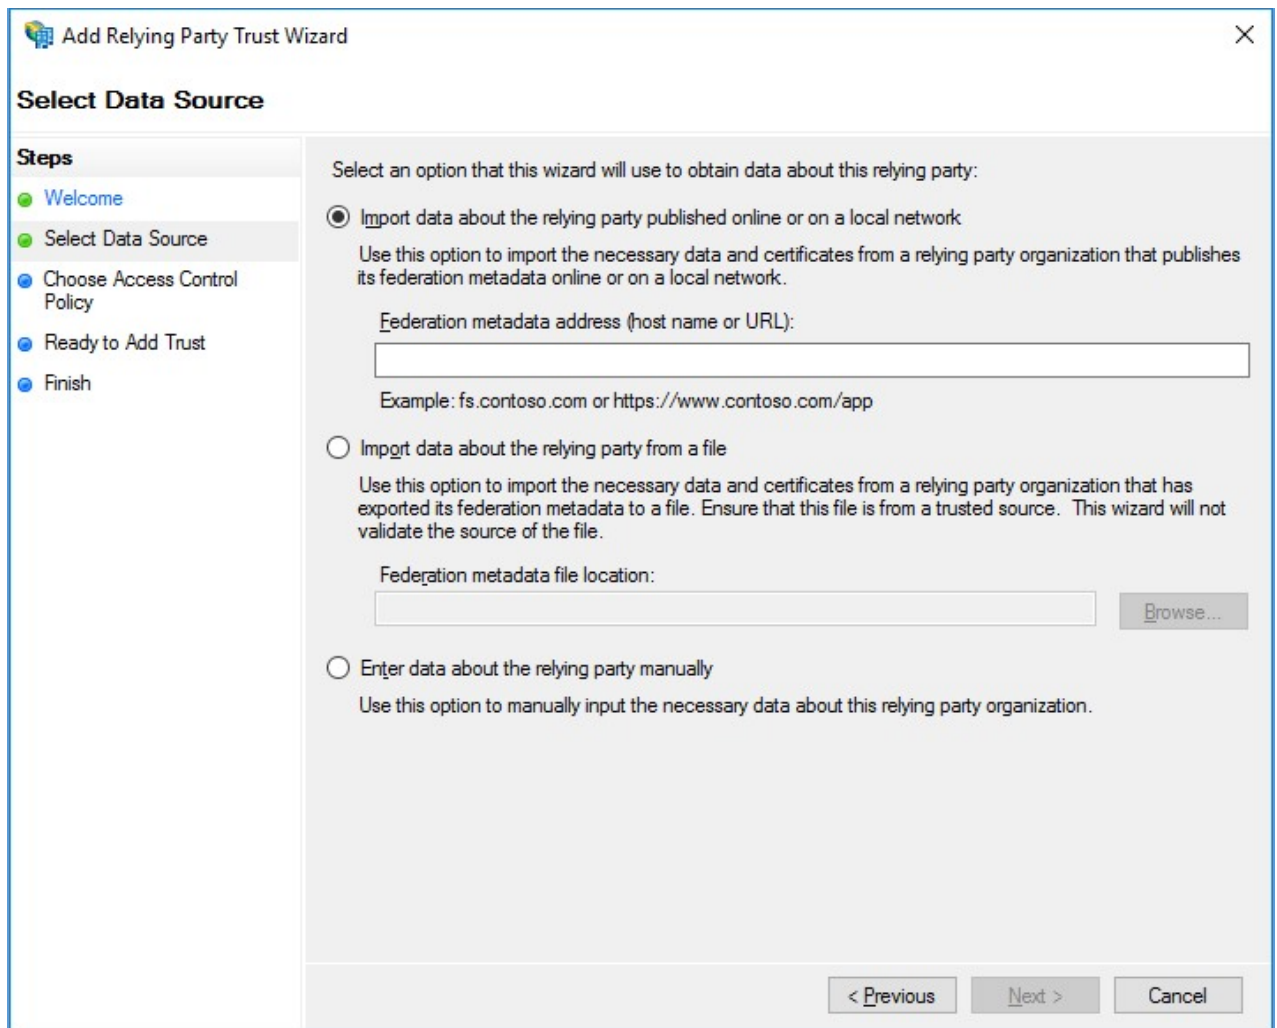 Add Relying Party Trust Wizard
Select Data Source
Steps
Welcome
Select Data Source
Choose Access Control
Policy
Ready to Add Trust
Finish
Select an option that this wizard will use to obtain data about this relying party:
Import data about the relying party published online or on a local network
Use this option to import the necessary data and certificates from a relying party organization that publishes
its federation metadata online or on a local network.
Federation metadata address (host name or URL):
Example: fs.contoso.com or https://www.contoso.com/app
Import data about the relying party from a file
Use this option to import the necessary data and certificates from a relying party organization that has
exported its federation metadata to a file. Ensure that this file is from a trusted source.  This wizard will not
validate the source of the file.
Federation metadata file location:
Browse...
Enter data about the relying party manually
Use this option to manually input the necessary data about this relying party organization.
< Previous
Next >
Cancel